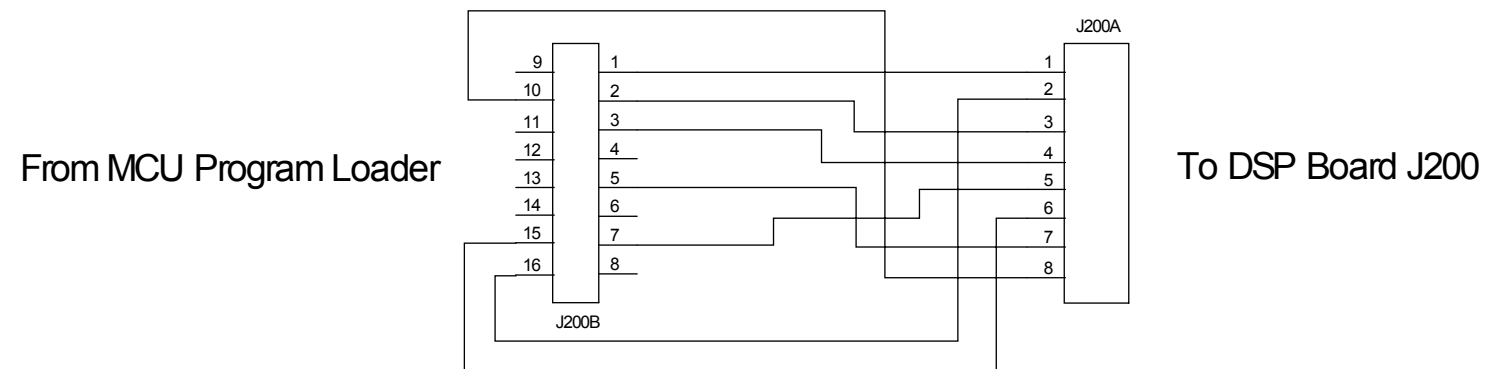 J200A
9 1 1
10 2 2
11 3 3
12 4 4
13 5 5
14 6 6
15 7 7
16 8 8
From MCU Program Loader
To DSP Board J200
J200B